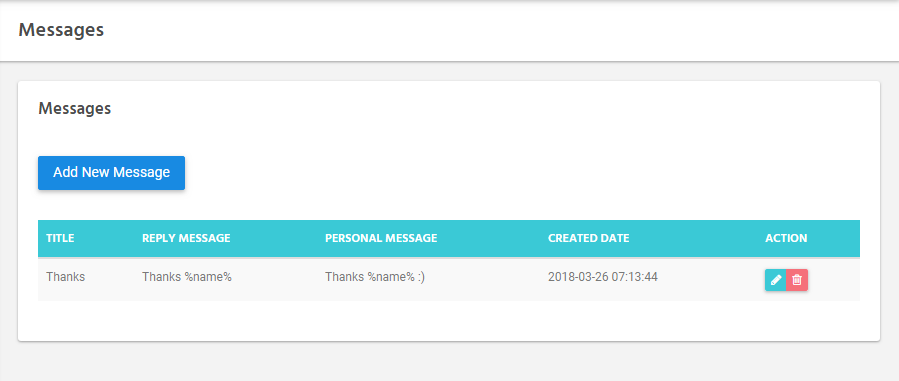 Messages
Messages
Add New Message
TITLE REPLY MESSAGE PERSONAL MESSAGE CREATED DATE ACTION
Thanks Thanks %name% Thanks %name% :) 2018-03-26 07:13:44